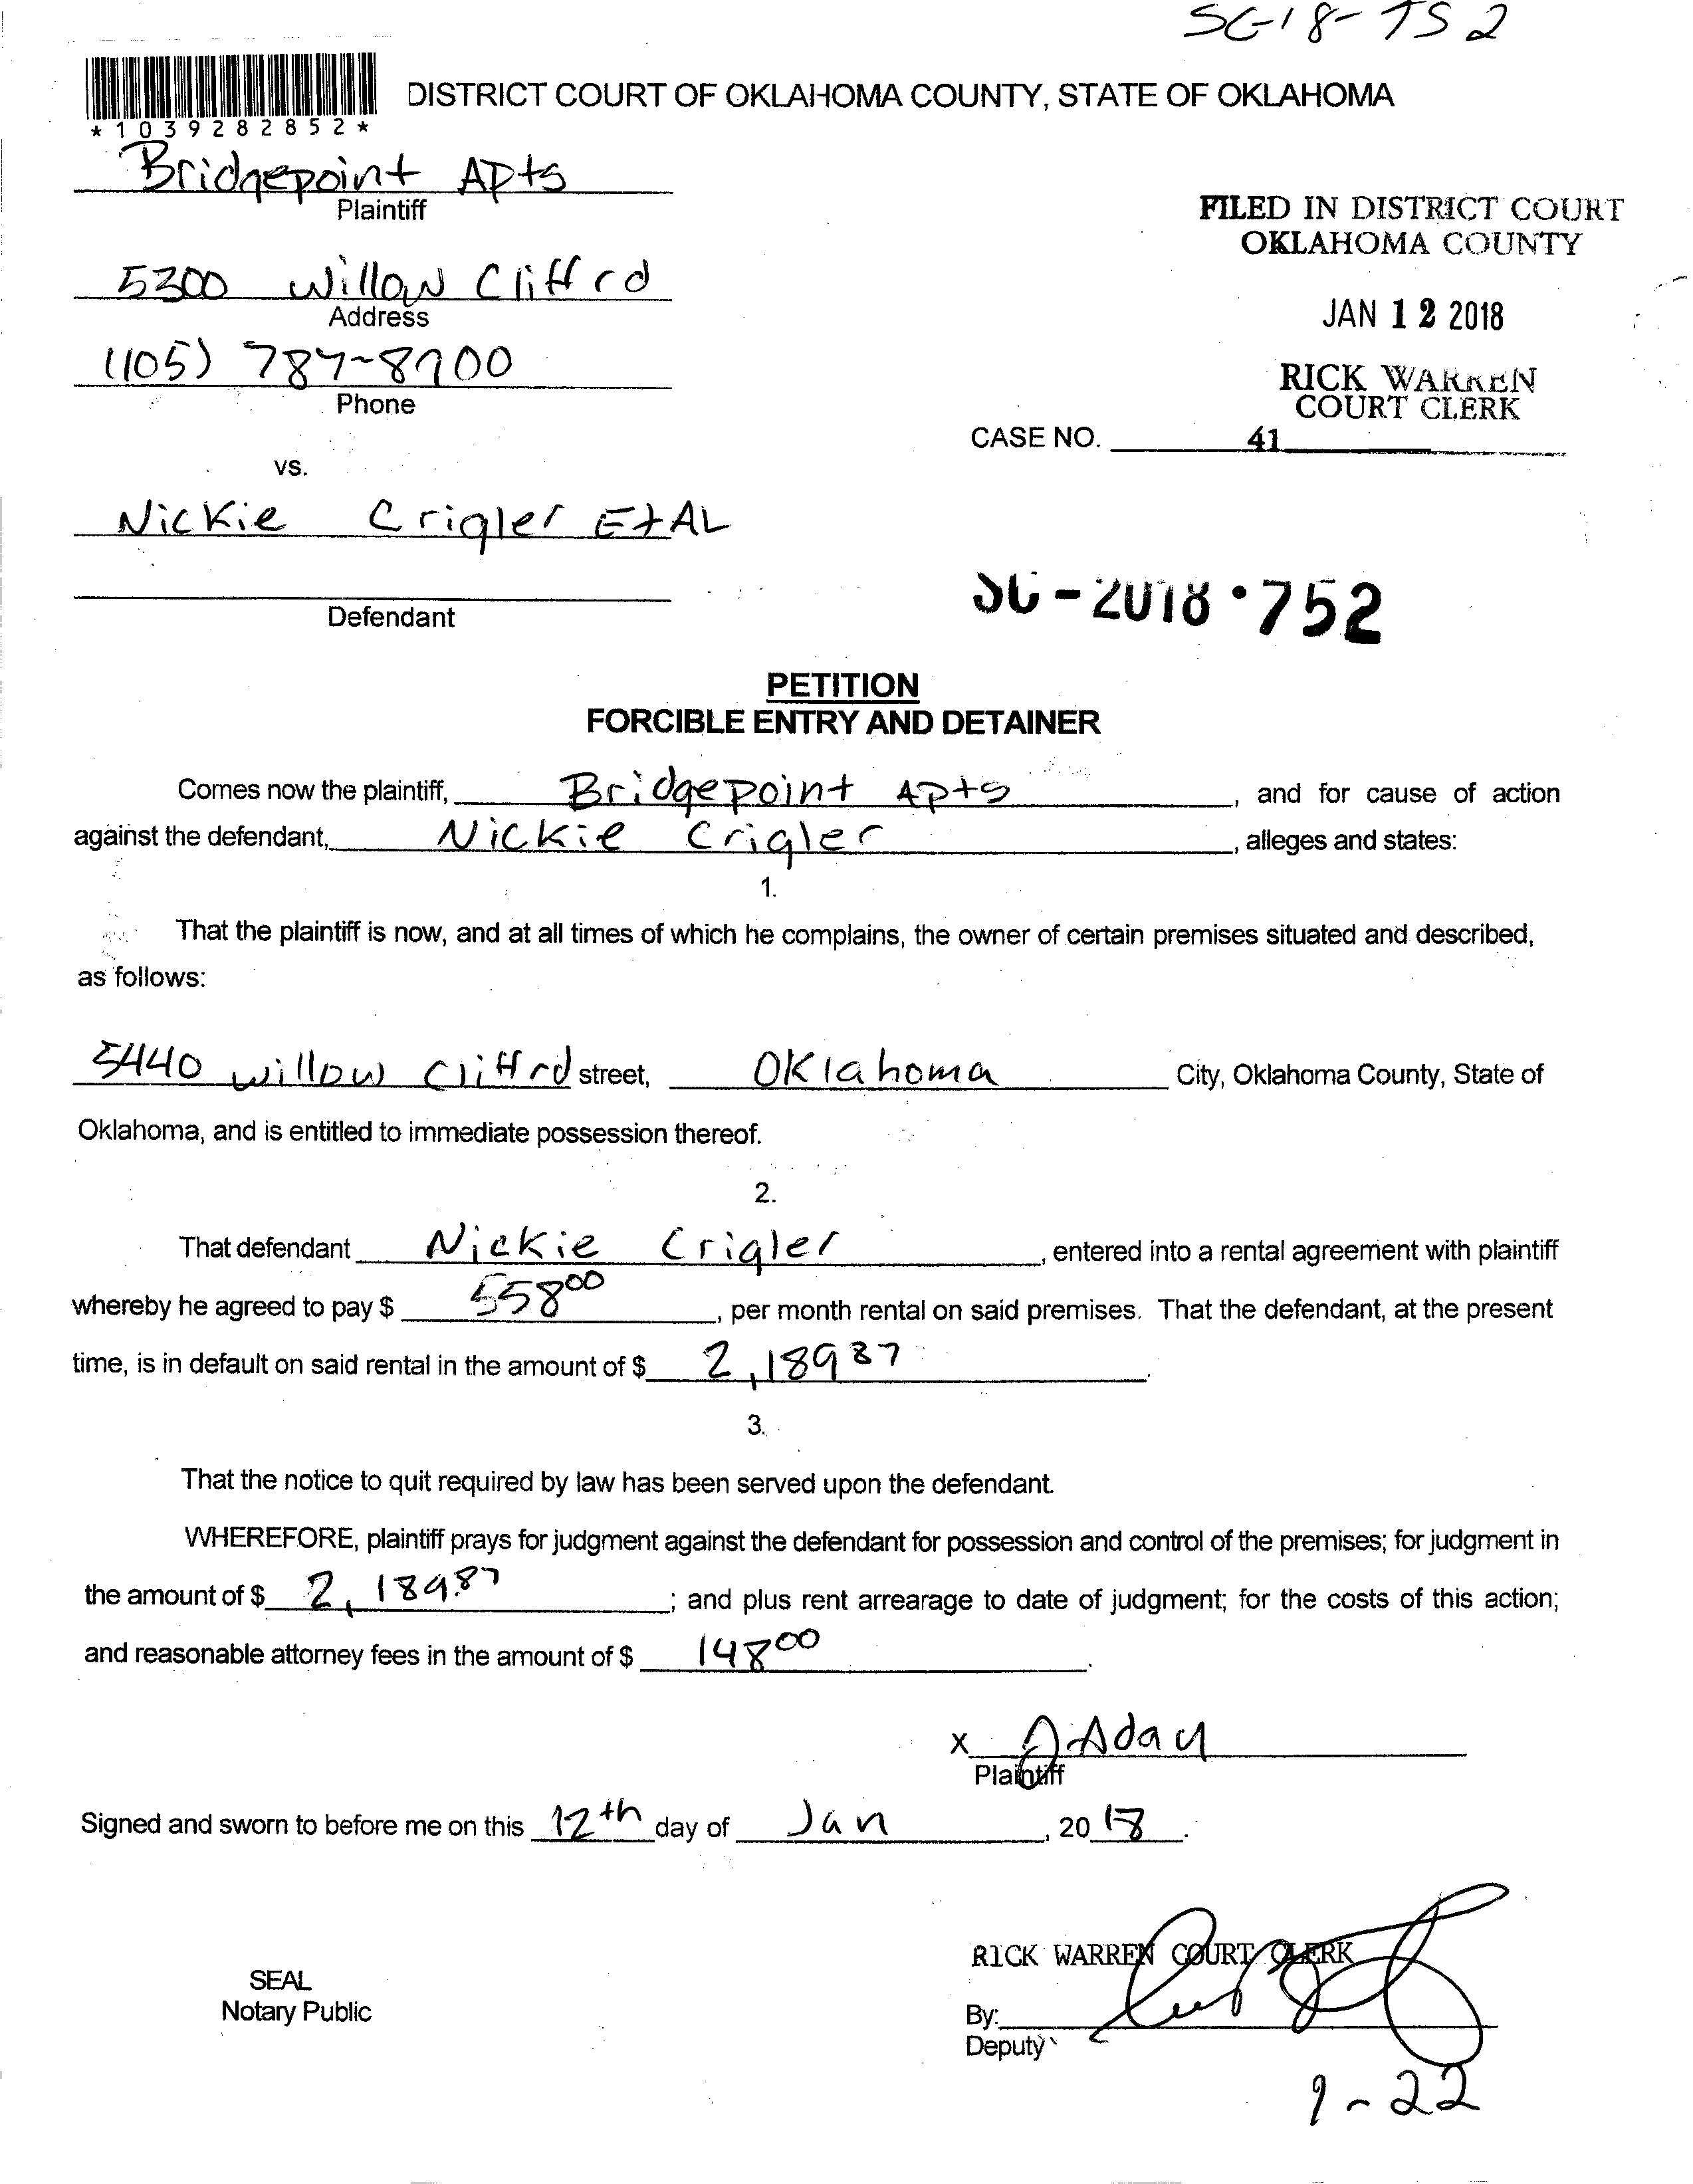 SC-18-752
*1039282852*
DISTRICT COURT OF OKLAHOMA COUNTY, STATE OF OKLAHOMA
Bridgepoint Apts
Plaintiff
5300 Willow Cliff rd
Address
(105) 787-8700
Phone
FILED IN DISTRICT COURT
OKLAHOMA COUNTY
JAN 12 2018
RICK WARREN
COURT CLERK
CASE NO. 41
vs.
Nickie Crigler Et AL
Defendant
SC-2018-752
PETITION
FORCIBLE ENTRY AND DETAINER
Comes now the plaintiff, Bridgepoint Apts, and for cause of action
against the defendant, Nickie Crigler, alleges and states:
1.
That the plaintiff is now, and at all times of which he complains, the owner of certain premises situated and described,
as follows:
5440 willow Cliff rd street, Oklahoma City, Oklahoma County, State of
Oklahoma, and is entitled to immediate possession thereof.
2.
That defendant Nickie Crigler, entered into a rental agreement with plaintiff
whereby he agreed to pay $ 558 00, per month rental on said premises. That the defendant, at the present
time, is in default on said rental in the amount of $ 2,189 87.
3.
That the notice to quit required by law has been served upon the defendant.
WHEREFORE, plaintiff prays for judgment against the defendant for possession and control of the premises; for judgment in
the amount of $ 2,189.87; and plus rent arrearage to date of judgment; for the costs of this action;
and reasonable attorney fees in the amount of $ 148 00.
X
Plaintiff
Signed and sworn to before me on this 12th day of Jan, 2018.
SEAL
Notary Public
RICK WARREN COURT CLERK
By:
Deputy
1-22